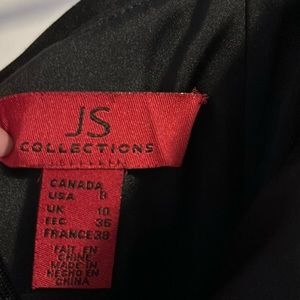 JS
COLLECTIONS
CANADA
USA 8
UK 10
EEC 36
FRANCE 38
FAIT EN
CHINE
MADE IN
HECHO EN
CHINA